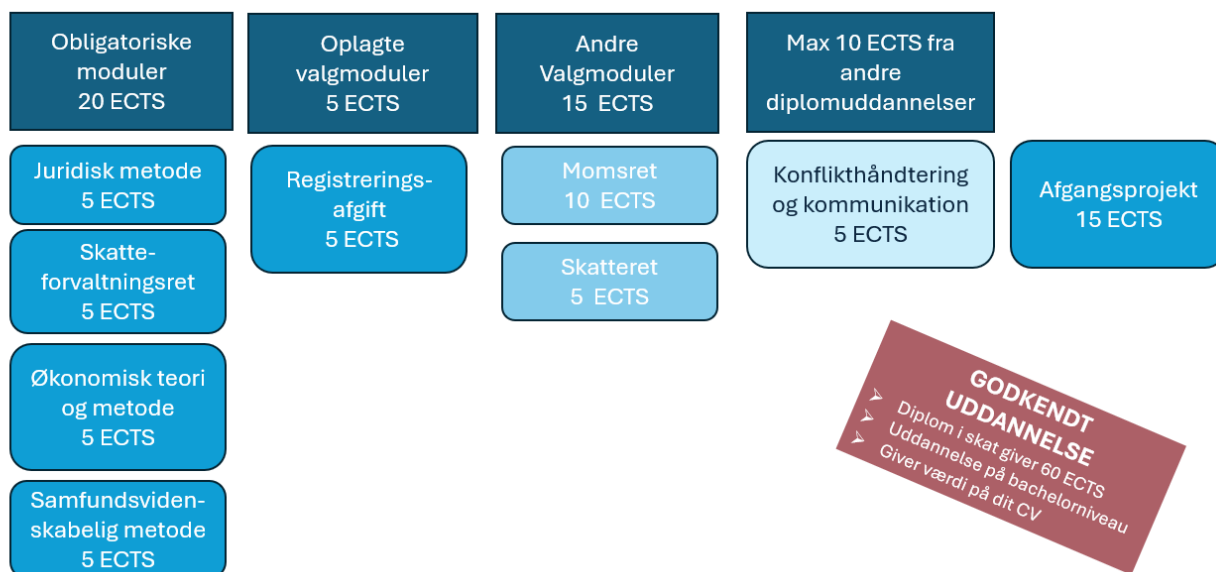 Obligatoriske
moduler
20 ECTS
Juridisk metode
5 ECTS
Skatte-
forvaltningsret
5 ECTS
Økonomisk teori
og metode
5 ECTS
Samfundsviden-
skabelig metode
5 ECTS
Oplagte
valgmoduler
5 ECTS
Registrerings-
afgift
5 ECTS
Andre
Valgmoduler
15 ECTS
Momsret
10 ECTS
Skatteret
5 ECTS
Max 10 ECTS fra
andre
diplomuddannelser
Konflikthåndtering
og kommunikation
5 ECTS
Afgangsprojekt
15 ECTS
GODKENDT
UDDANNELSE
➢ Diplom i skat giver 60 ECTS
➢ Uddannelse på bachelorniveau
➢ Giver værdi på dit CV